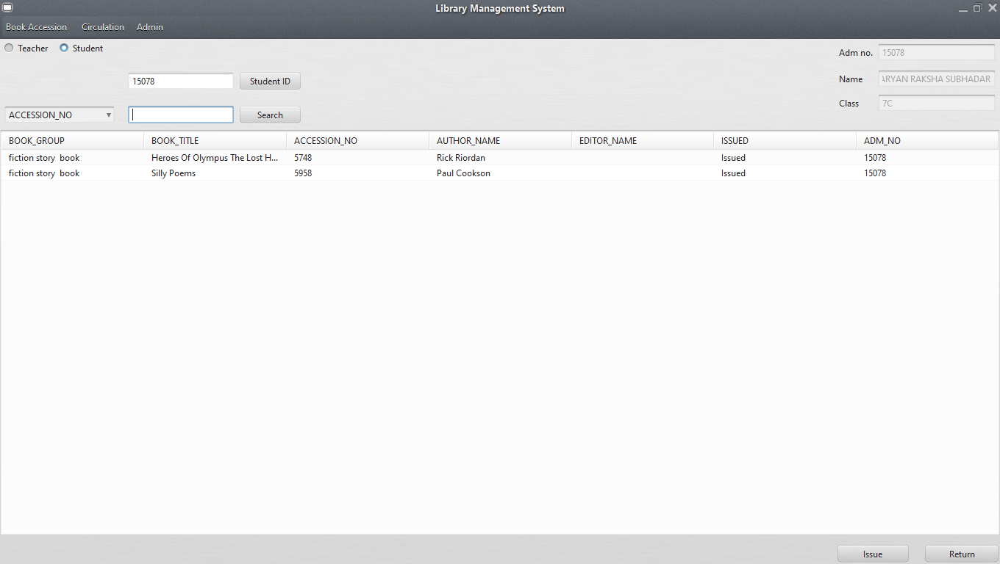 Library Management System
Book Accession Circulation Admin
Teacher Student
Adm no. 15078
15078 Student ID
Name ARYAN RAKSHA SUBHADAR
Class 7C
ACCESSION_NO Search
BOOK_GROUP BOOK_TITLE ACCESSION_NO AUTHOR_NAME EDITOR_NAME ISSUED ADM_NO
fiction story book Heroes Of Olympus The Lost H... 5748 Rick Riordan Issued 15078
fiction story book Silly Poems 5958 Paul Cookson Issued 15078
Issue Return